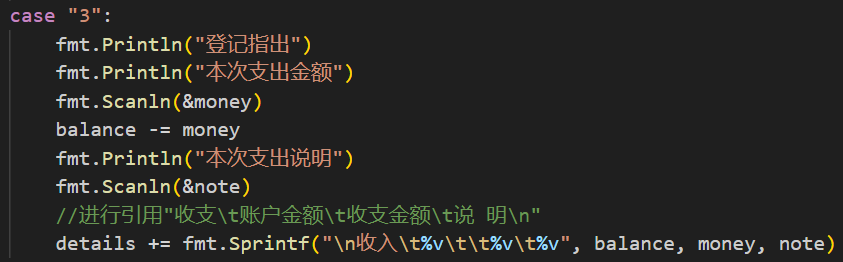 case "3":
    fmt.Println("登记指出")
    fmt.Println("本次支出金额")
    fmt.Scanln(&money)
    balance -= money
    fmt.Println("本次支出说明")
    fmt.Scanln(&note)
    //进行引用"收支\t账户金额\t收支金额\t说 明\n"
    details += fmt.Sprintf("\n收入\t%v\t\t%v\t%v", balance, money, note)